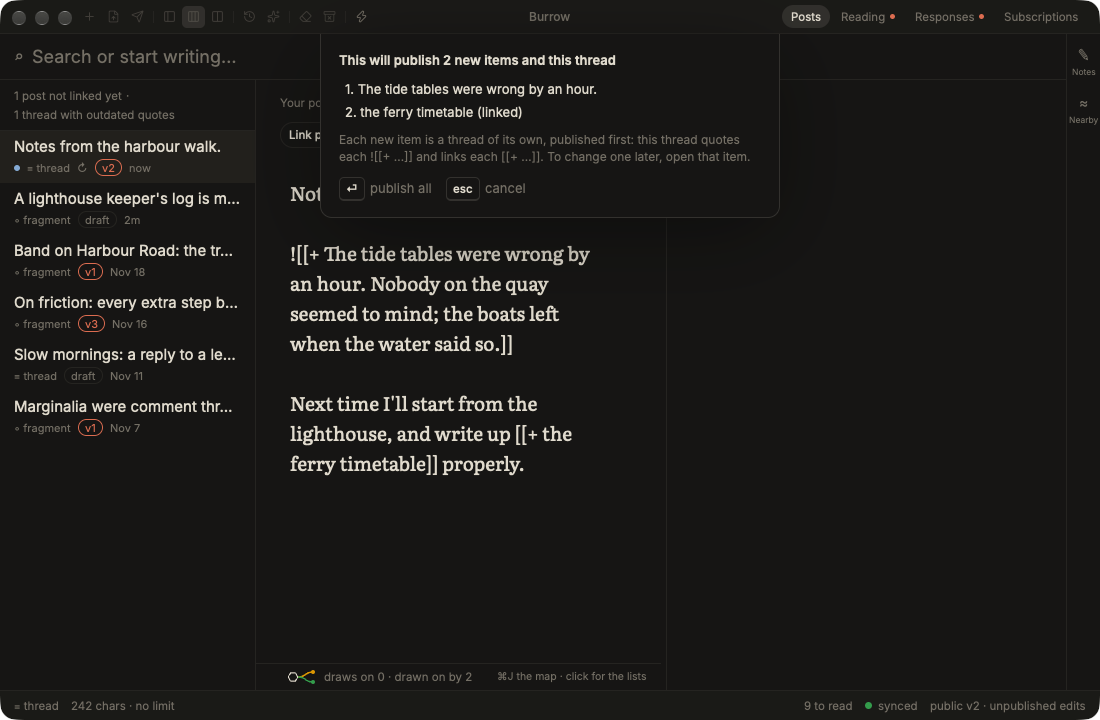 Burrow
Posts
Reading
Responses
Subscriptions
Search or start writing...
1 post not linked yet ·
1 thread with outdated quotes
Notes from the harbour walk.
≡ thread ↻ v2 now
A lighthouse keeper's log is m...
∘ fragment draft 2m
Band on Harbour Road: the tr...
∘ fragment v1 Nov 18
On friction: every extra step b...
∘ fragment v3 Nov 16
Slow mornings: a reply to a le...
≡ thread draft Nov 11
Marginalia were comment thr...
∘ fragment v1 Nov 7
This will publish 2 new items and this thread
1. The tide tables were wrong by an hour.
2. the ferry timetable (linked)
Each new item is a thread of its own, published first: this thread quotes
each ![[+ ...]] and links each [[+ ...]]. To change one later, open that item.
↵ publish all esc cancel
Your po
Link p
Not
![[+ The tide tables were wrong by
an hour. Nobody on the quay
seemed to mind; the boats left
when the water said so.]]
Next time I'll start from the
lighthouse, and write up [[+ the
ferry timetable]] properly.
draws on 0 · drawn on by 2
⌘J the map · click for the lists
Notes
Nearby
≡ thread 242 chars · no limit
9 to read synced public v2 · unpublished edits